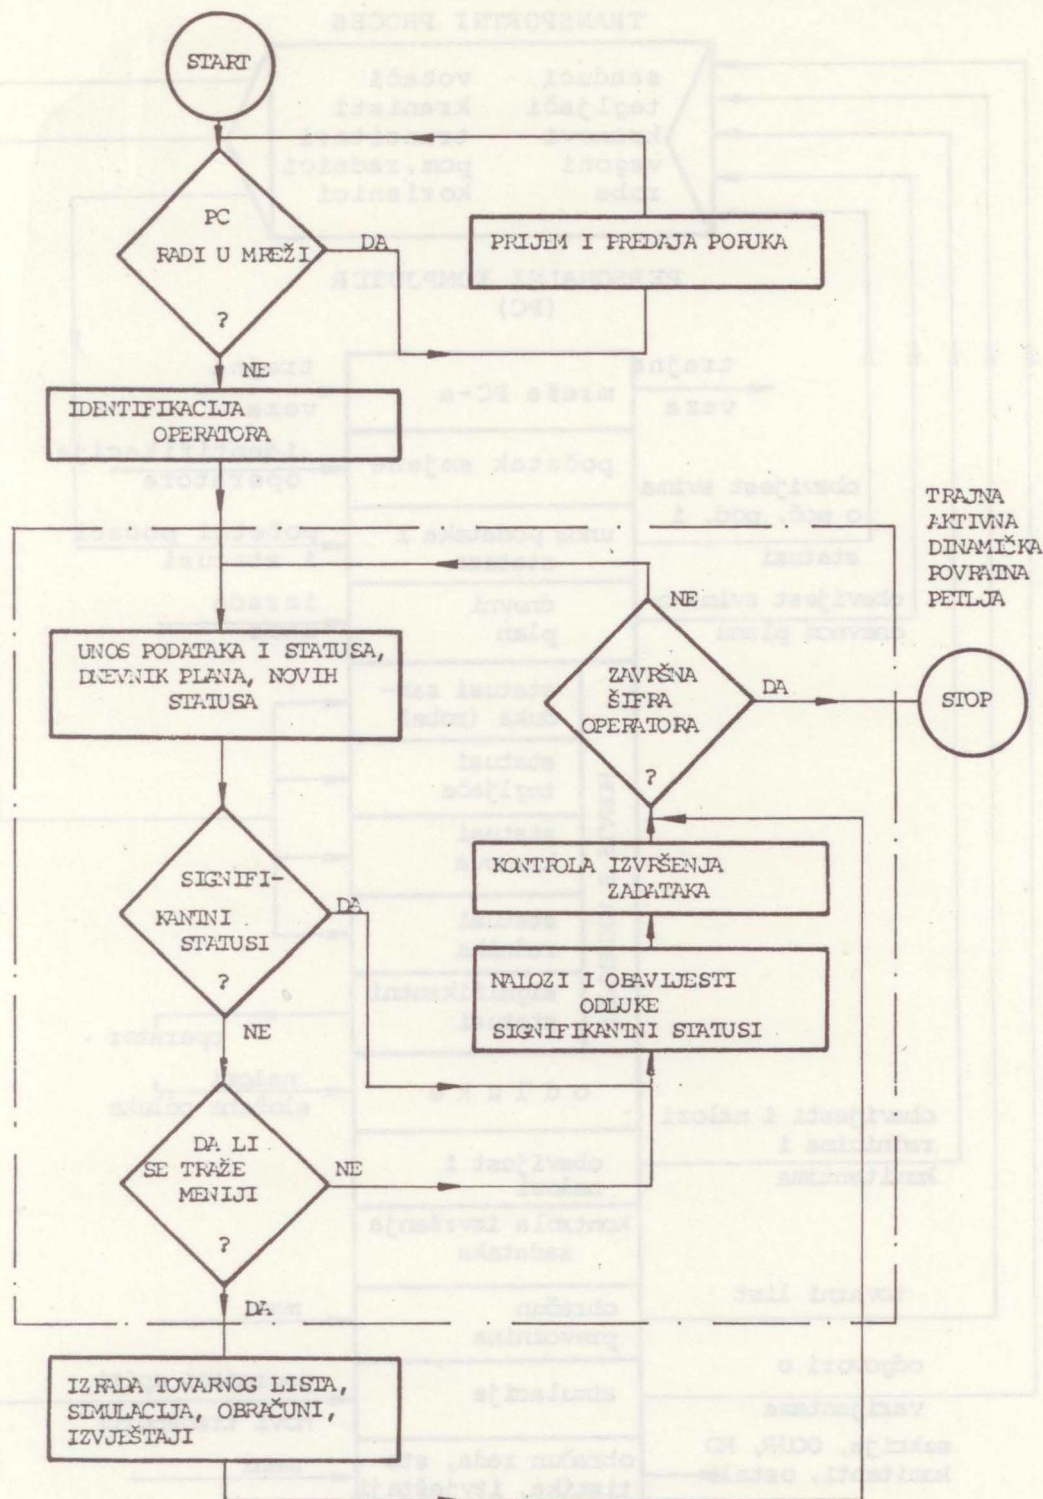 START
PC
RADI U MREŽI
?
DA
PRIJEM I PREDAJA PORUKA
NE
IDENTIFIKACIJA
OPERATORA
TRAJNA
AKTIVNA
DINAMIČKA
POVRATNA
PETLJA
UNOS PODATAKA I STATUSA,
DNEVNIK PLANA, NOVIH
STATUSA
NE
ZAVRŠNA
ŠIFRA
OPERATORA
?
DA
STOP
SIGNIFI-
KANTNI
STATUSI
?
DA
NE
KONTROLA IZVRŠENJA
ZADATAKA
NALOZI I OBAVLJESTI
ODLUKE
SIGNIFIKANTNI STATUSI
DA LI
SE TRAŽE
MENIJI
?
NE
DA
IZRADA TOVARNOG LISTA,
SIMULACIJA, OBRAČUNI,
IZVJEŠTAJI